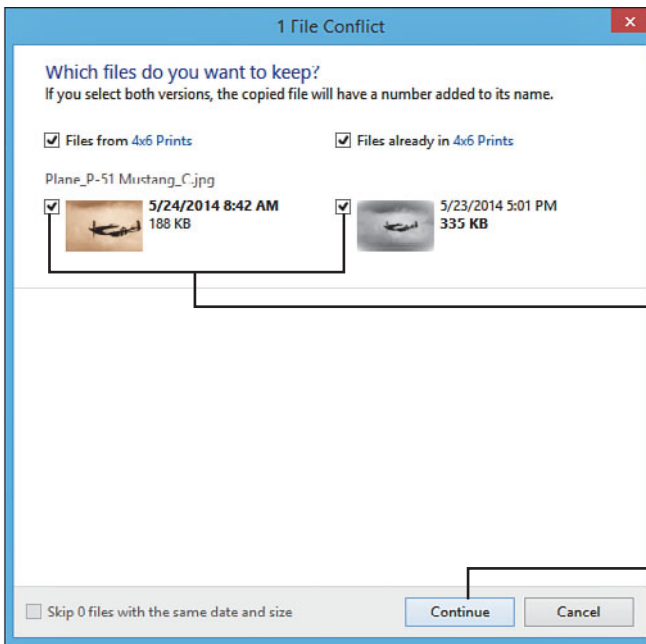 1 File Conflict
x
Which files do you want to keep?
If you select both versions, the copied file will have a number added to its name.
Files from 4x6 Prints
Files already in 4x6 Prints
Plane_P-51 Mustang_C.jpg
5/24/2014 8:42 AM
188 KB
5/23/2014 5:01 PM
335 KB
Skip 0 files with the same date and size
Continue
Cancel